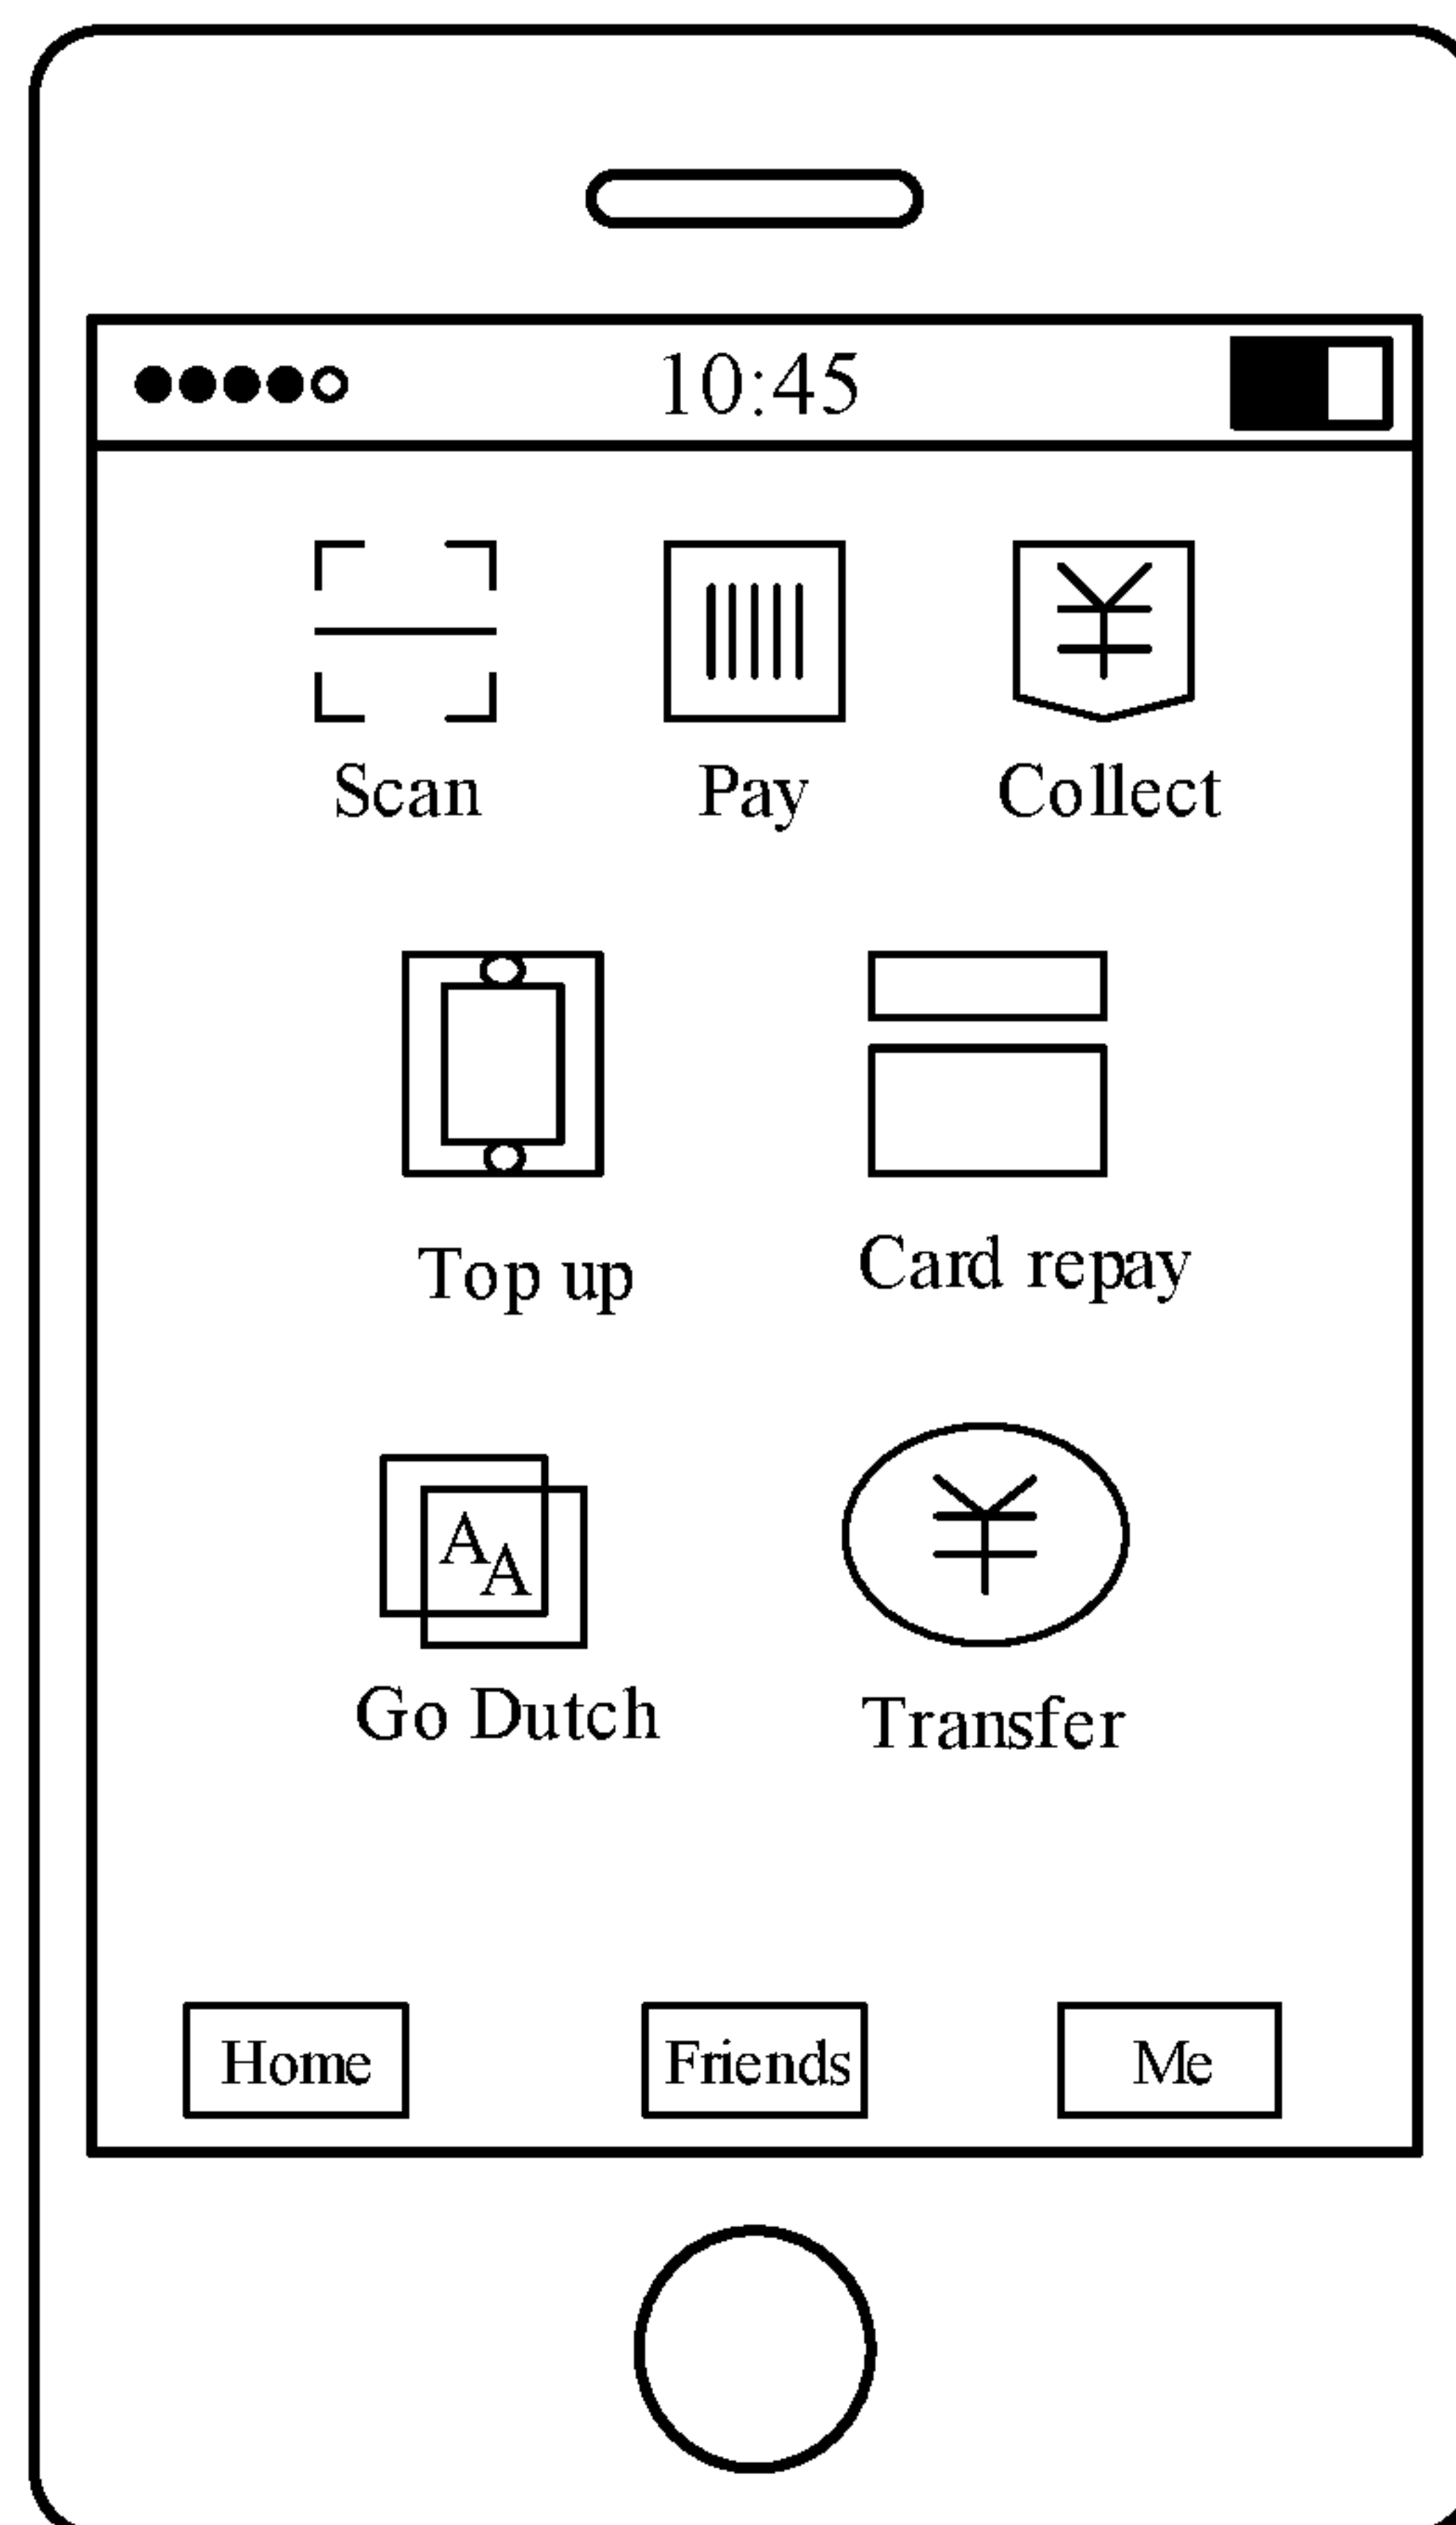 10:45
Scan Pay Collect
¥
¥
Top up Card repay
A
A
Go Dutch Transfer
Home Friends Me